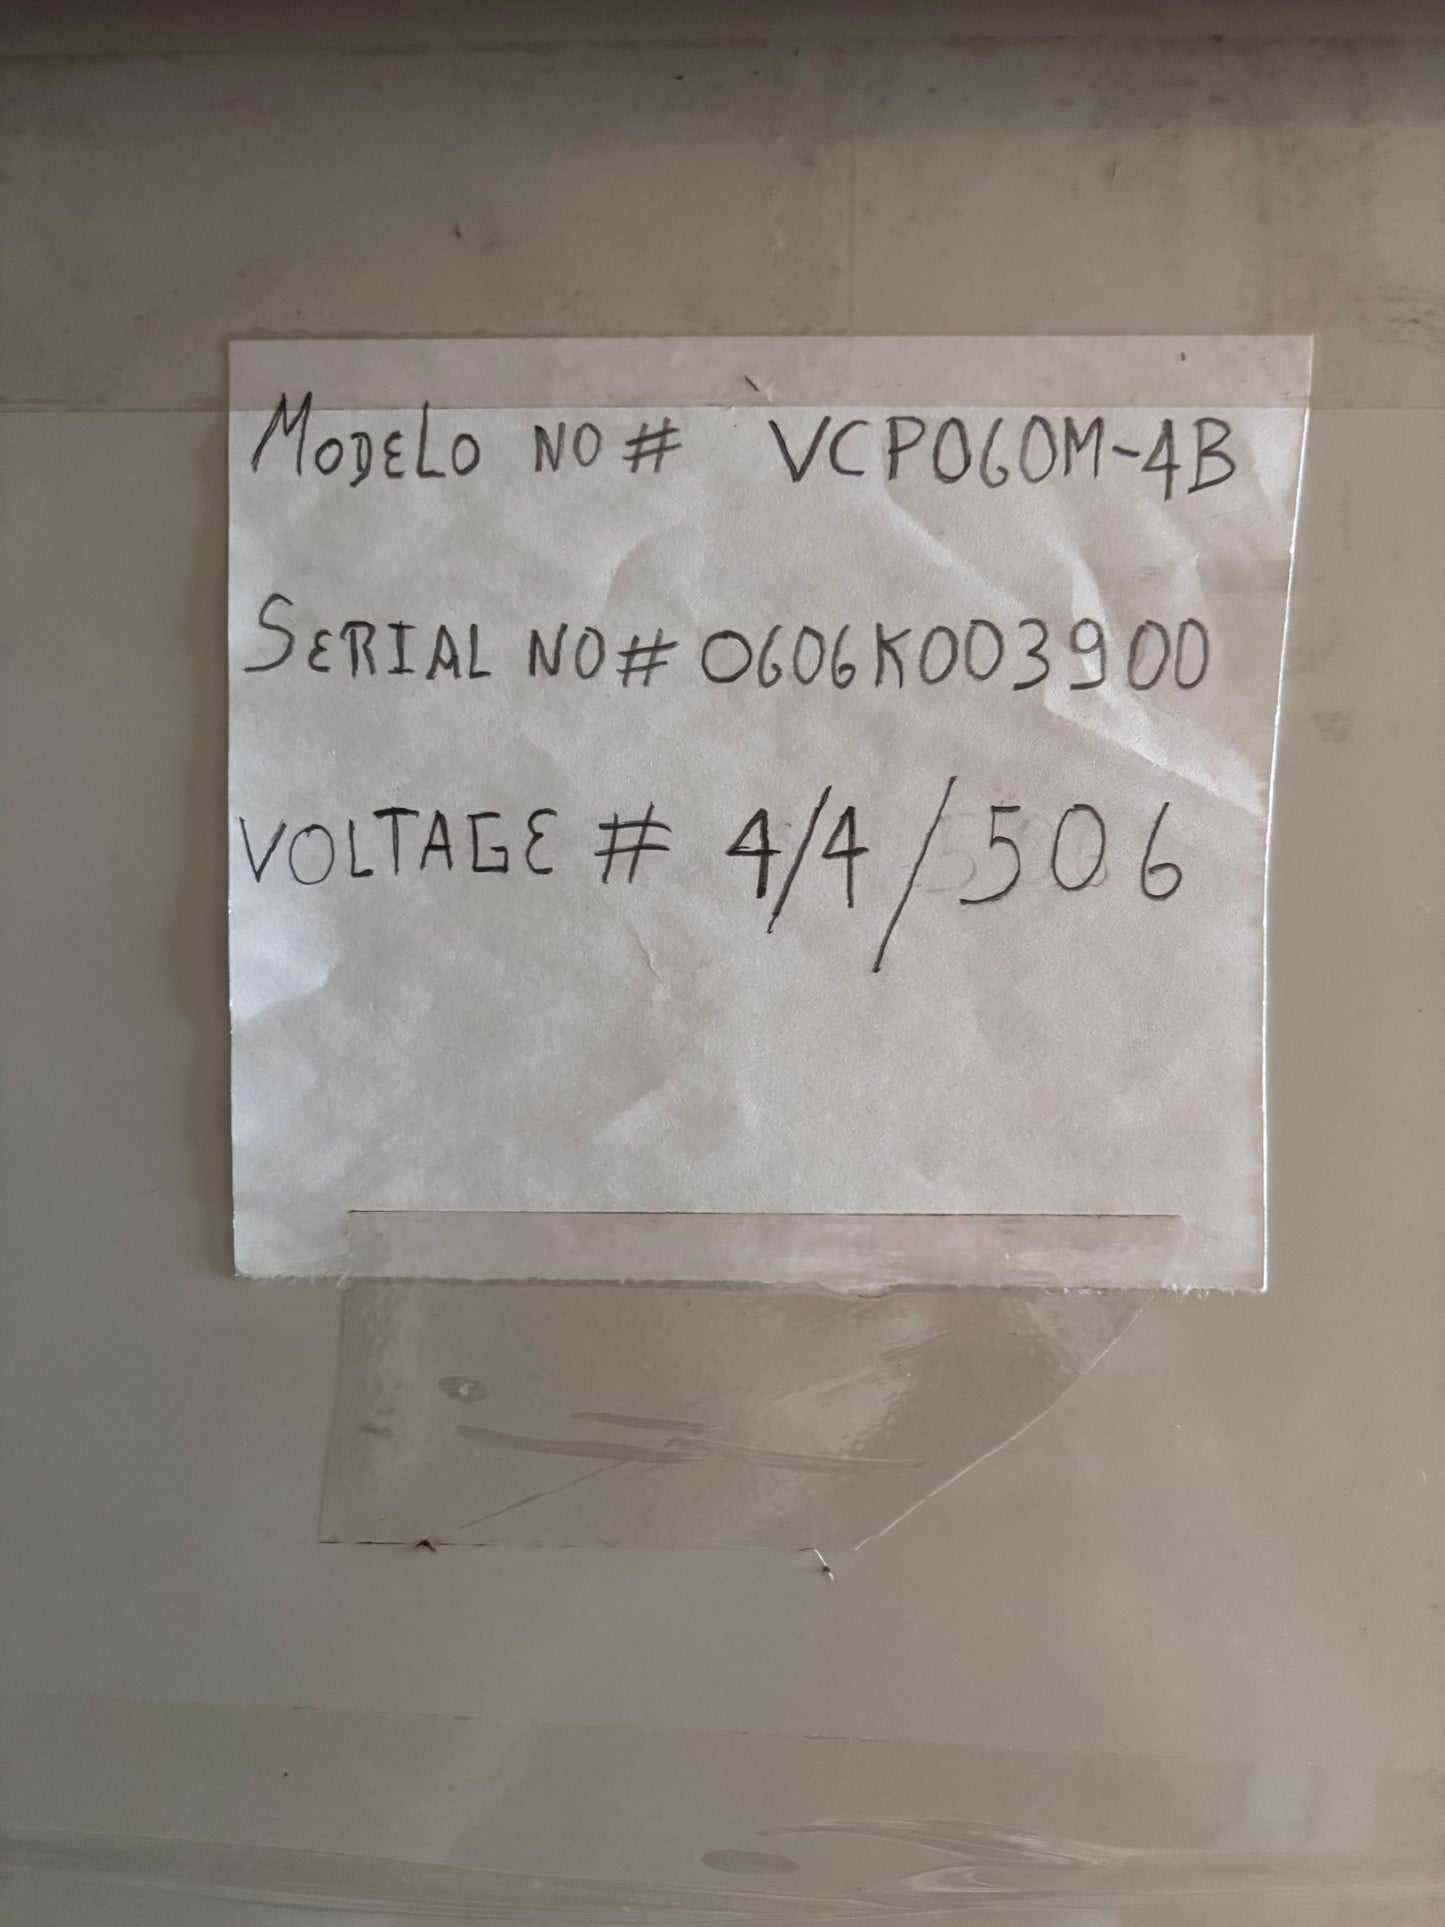 MODELO NO # VCP060M-4B
SERIAL NO# 0606K003900
VOLTAGE # 4/4/506